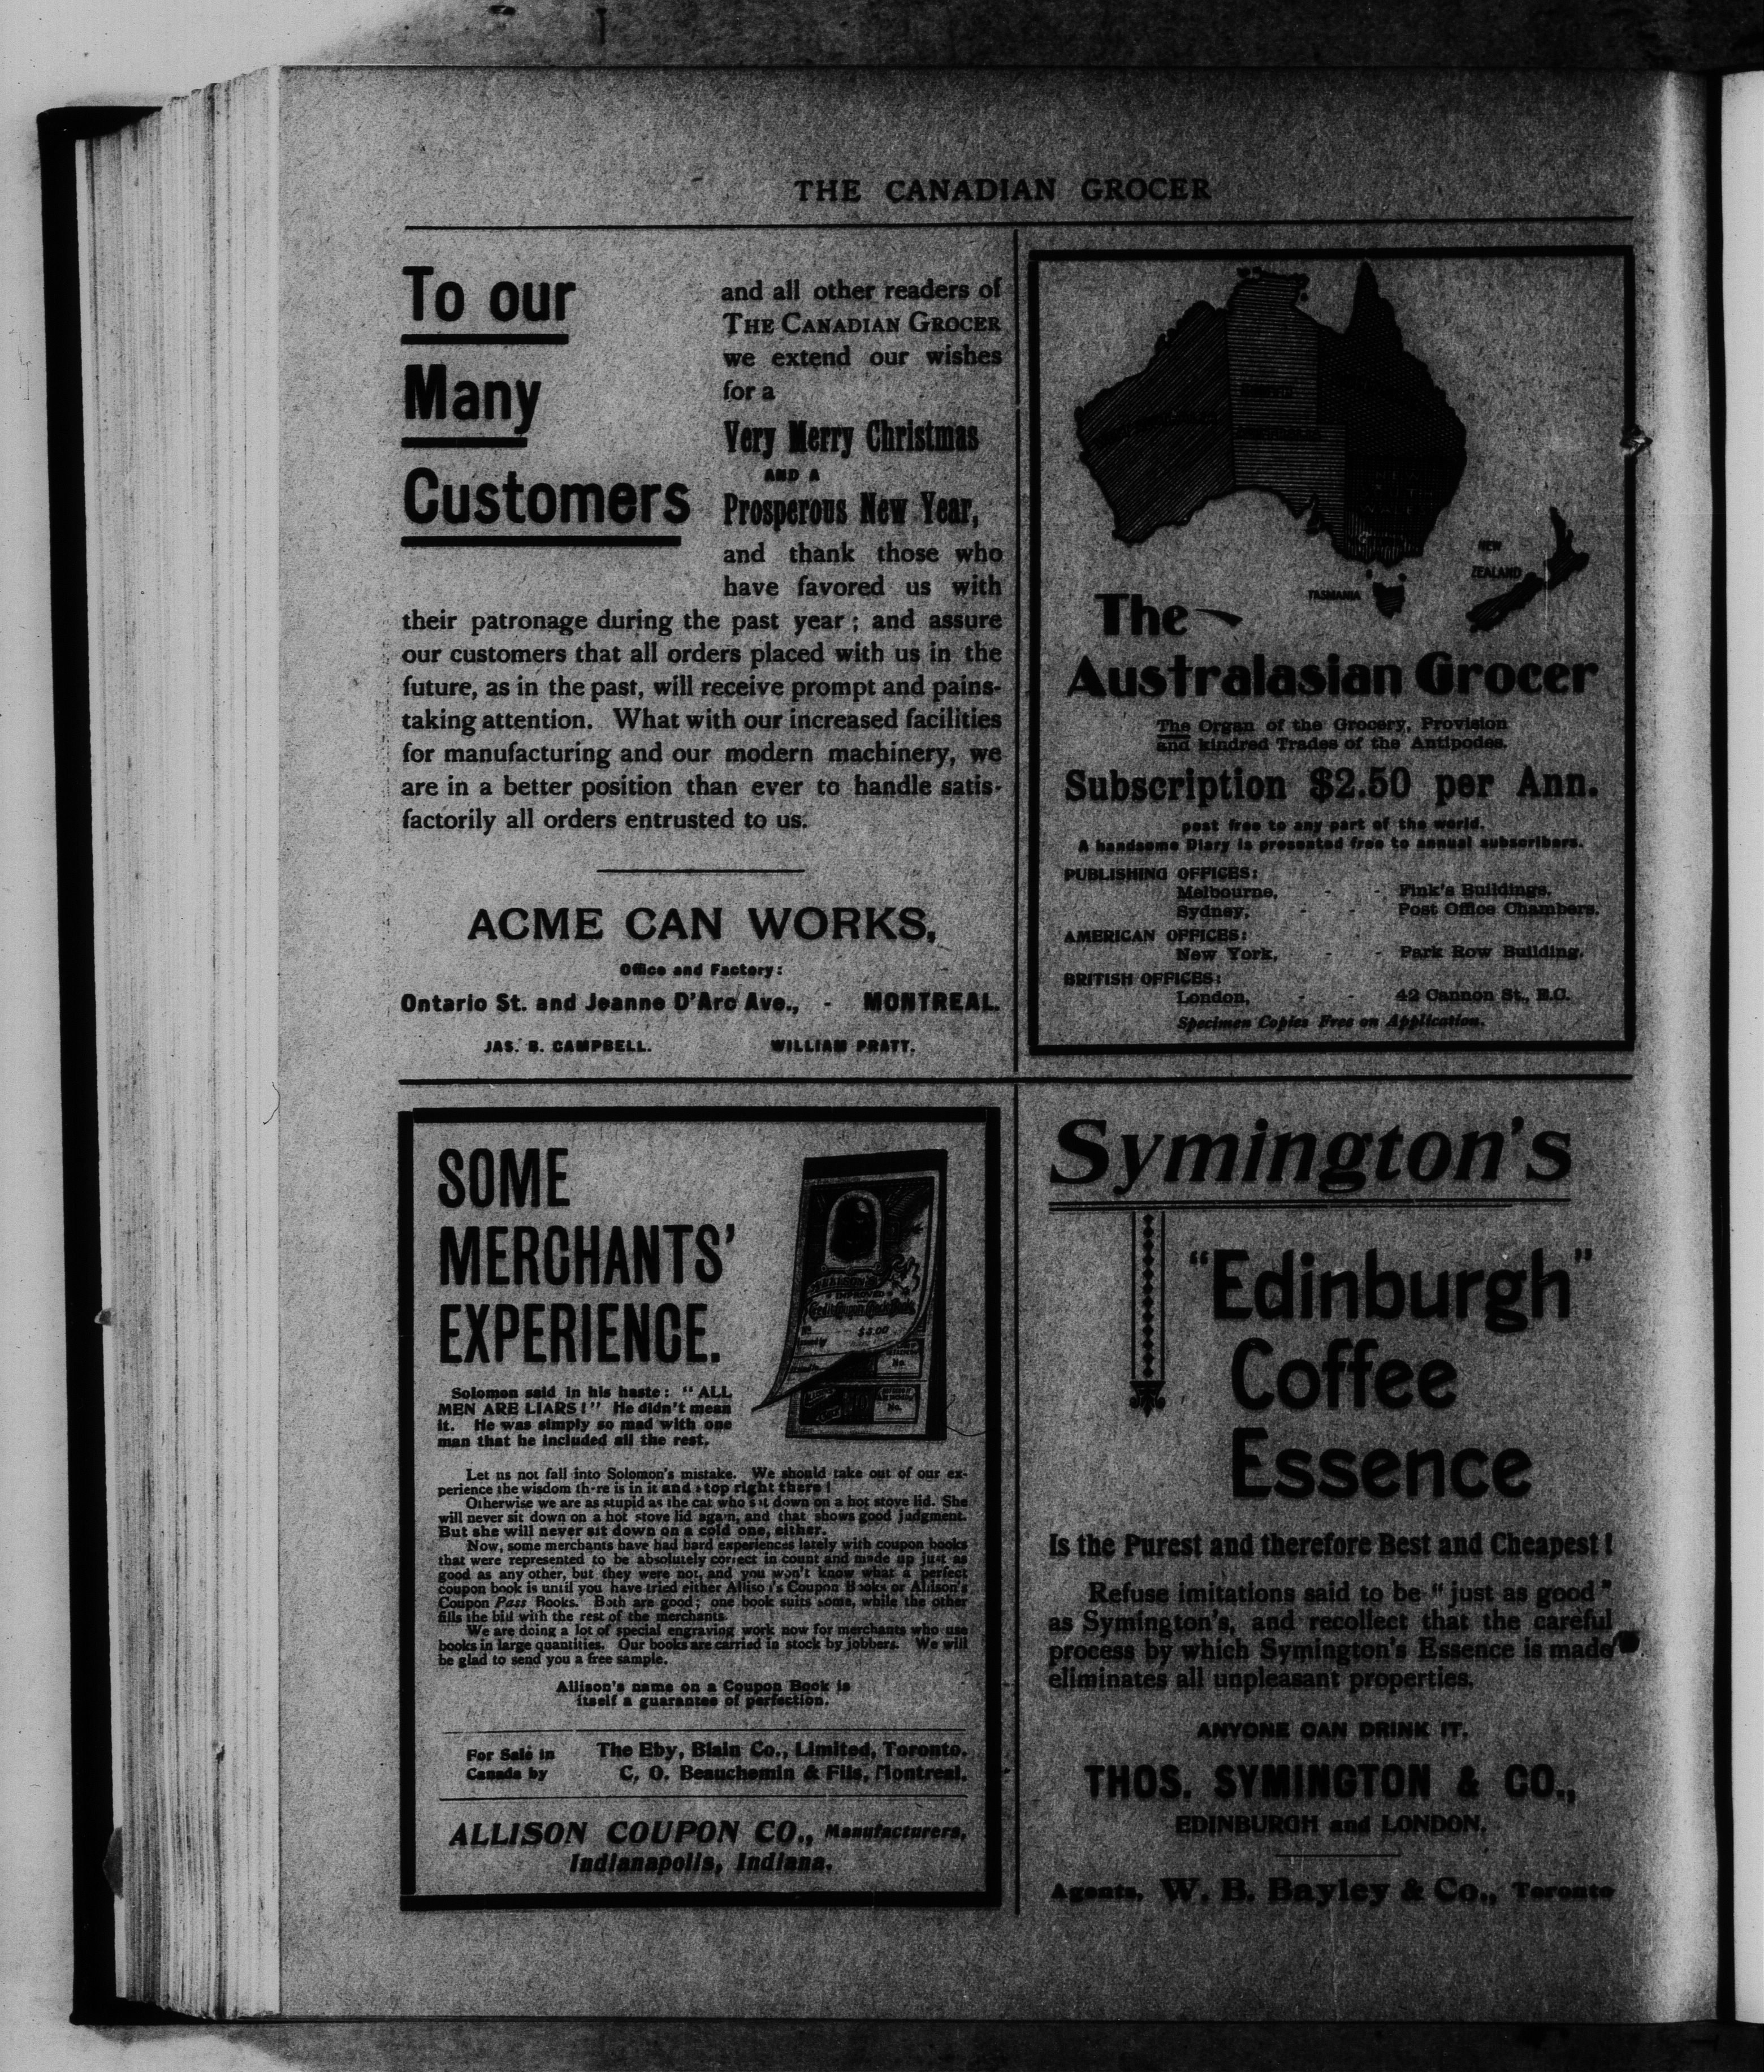 THE CANADIAN GROCER
To our
Many
Customers
and all other readers of
THE CANADIAN GROCER
we extend our wishes
for a
Very Merry Christmas
AND A
Prosperous New Year,
and thank those who
have favored us with
their patronage during the past year; and assure
our customers that all orders placed with us in the
future, as in the past, will receive prompt and pains-
taking attention. What with our increased facilities
for manufacturing and our modern machinery, we
are in a better position than ever to handle satis-
factorily all orders entrusted to us.
ACME CAN WORKS,
Office and Factory:
Ontario St. and Jeanne D'Arc Ave., - MONTREAL.
JAS. B. CAMPBELL. WILLIAM PRATT.
NEW
ZEALAND
TASMANIA
The
Australasian Grocer
The Organ of the Grocery, Provision
and kindred Trades of the Antipodes.
Subscription $2.50 per Ann.
post free to any part of the world.
A handsome Diary is presented free to annual subscribers.
PUBLISHING OFFICES:
Melbourne, - - Fink's Buildings.
Sydney, - - Post Office Chambers.
AMERICAN OFFICES:
New York, - - Park Row Building.
BRITISH OFFICES:
London, - - 42 Cannon St., E.C.
Specimen Copies Free on Application.
SOME
MERCHANTS'
EXPERIENCE.
$3.00
No.
No.
Solomon said in his haste: "ALL
MEN ARE LIARS!" He didn't mean
it. He was simply so mad with one
man that he included all the rest.
Let us not fall into Solomon's mistake. We should take out of our ex-
perience the wisdom th-re is in it and stop right there!
Otherwise we are as stupid as the cat who sat down on a hot stove lid. She
will never sit down on a hot stove lid again, and that shows good judgment.
But she will never sit down on a cold one, either.
Now, some merchants have had hard experiences lately with coupon books
that were represented to be absolutely correct in count and made up just as
good as any other, but they were not, and you won't know what a perfect
coupon book is until you have tried either Allison's Coupon Books or Allison's
Coupon Pass Books. Both are good; one book suits some, while the other
fills the bill with the rest of the merchants.
We are doing a lot of special engraving work now for merchants who use
books in large quantities. Our books are carried in stock by jobbers. We will
be glad to send you a free sample.
Allison's name on a Coupon Book is
itself a guarantee of perfection.
For Sale in
Canada by
The Eby, Blain Co., Limited, Toronto.
C. O. Beauchemin & Fils, Montreal.
ALLISON COUPON CO., Manufacturers,
Indianapolis, Indiana.
Symington's
"Edinburgh"
Coffee
Essence
Is the Purest and therefore Best and Cheapest!
Refuse imitations said to be "just as good"
as Symington's, and recollect that the careful
process by which Symington's Essence is made
eliminates all unpleasant properties.
ANYONE CAN DRINK IT.
THOS. SYMINGTON & CO.,
EDINBURGH and LONDON.
Agents, W. B. Bayley & Co., Toronto